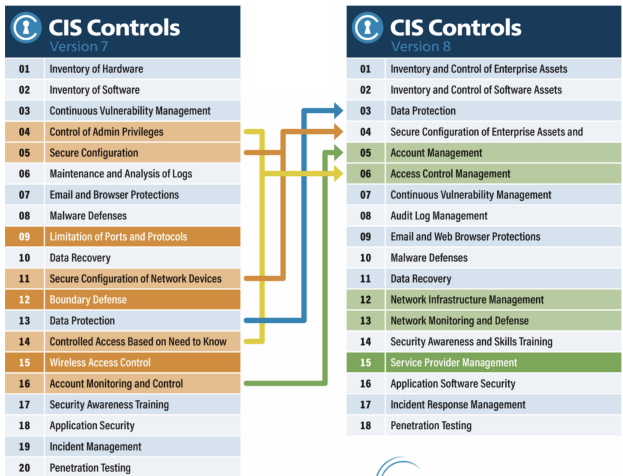 CIS Controls
Version 7
01 Inventory of Hardware
02 Inventory of Software
03 Continuous Vulnerability Management
04 Control of Admin Privileges
05 Secure Configuration
06 Maintenance and Analysis of Logs
07 Email and Browser Protections
08 Malware Defenses
09 Limitation of Ports and Protocols
10 Data Recovery
11 Secure Configuration of Network Devices
12 Boundary Defense
13 Data Protection
14 Controlled Access Based on Need to Know
15 Wireless Access Control
16 Account Monitoring and Control
17 Security Awareness Training
18 Application Security
19 Incident Management
20 Penetration Testing
CIS Controls
Version 8
01 Inventory and Control of Enterprise Assets
02 Inventory and Control of Software Assets
03 Data Protection
04 Secure Configuration of Enterprise Assets and
05 Account Management
06 Access Control Management
07 Continuous Vulnerability Management
08 Audit Log Management
09 Email and Web Browser Protections
10 Malware Defenses
11 Data Recovery
12 Network Infrastructure Management
13 Network Monitoring and Defense
14 Security Awareness and Skills Training
15 Service Provider Management
16 Application Software Security
17 Incident Response Management
18 Penetration Testing